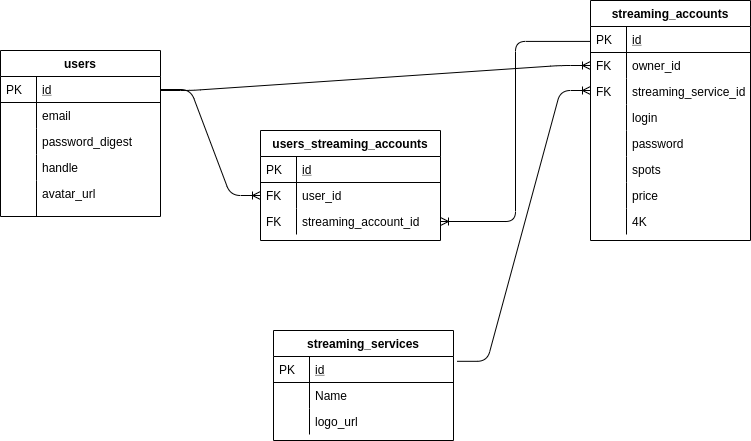 users
PK id
email
password_digest
handle
avatar_url
users_streaming_accounts
PK id
FK user_id
FK streaming_account_id
streaming_accounts
PK id
FK owner_id
FK streaming_service_id
login
password
spots
price
4K
streaming_services
PK id
Name
logo_url